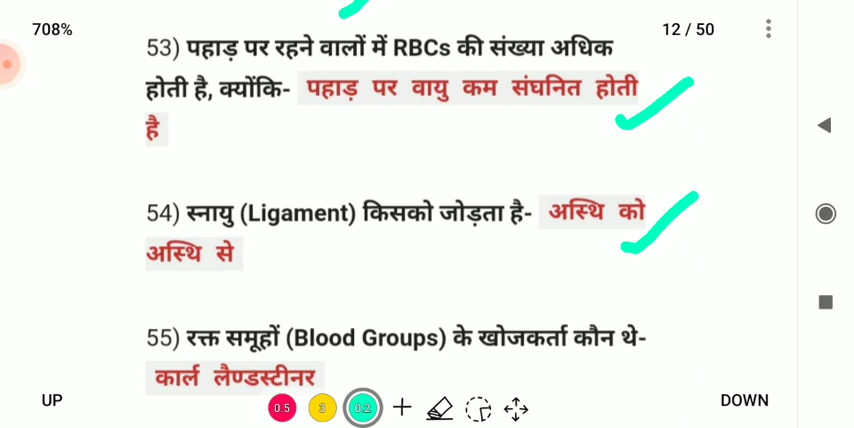 708%
12 / 50
53) पहाड़ पर रहने वालों में RBCs की संख्या अधिक
होती है, क्योंकि- पहाड़ पर वायु कम संघनित होती
है
54) स्नायु (Ligament) किसको जोड़ता है- अस्थि को
अस्थि से
55) रक्त समूहों (Blood Groups) के खोजकर्ता कौन थे-
कार्ल लैण्डस्टीनर
UP
0.5 3 0.2
DOWN